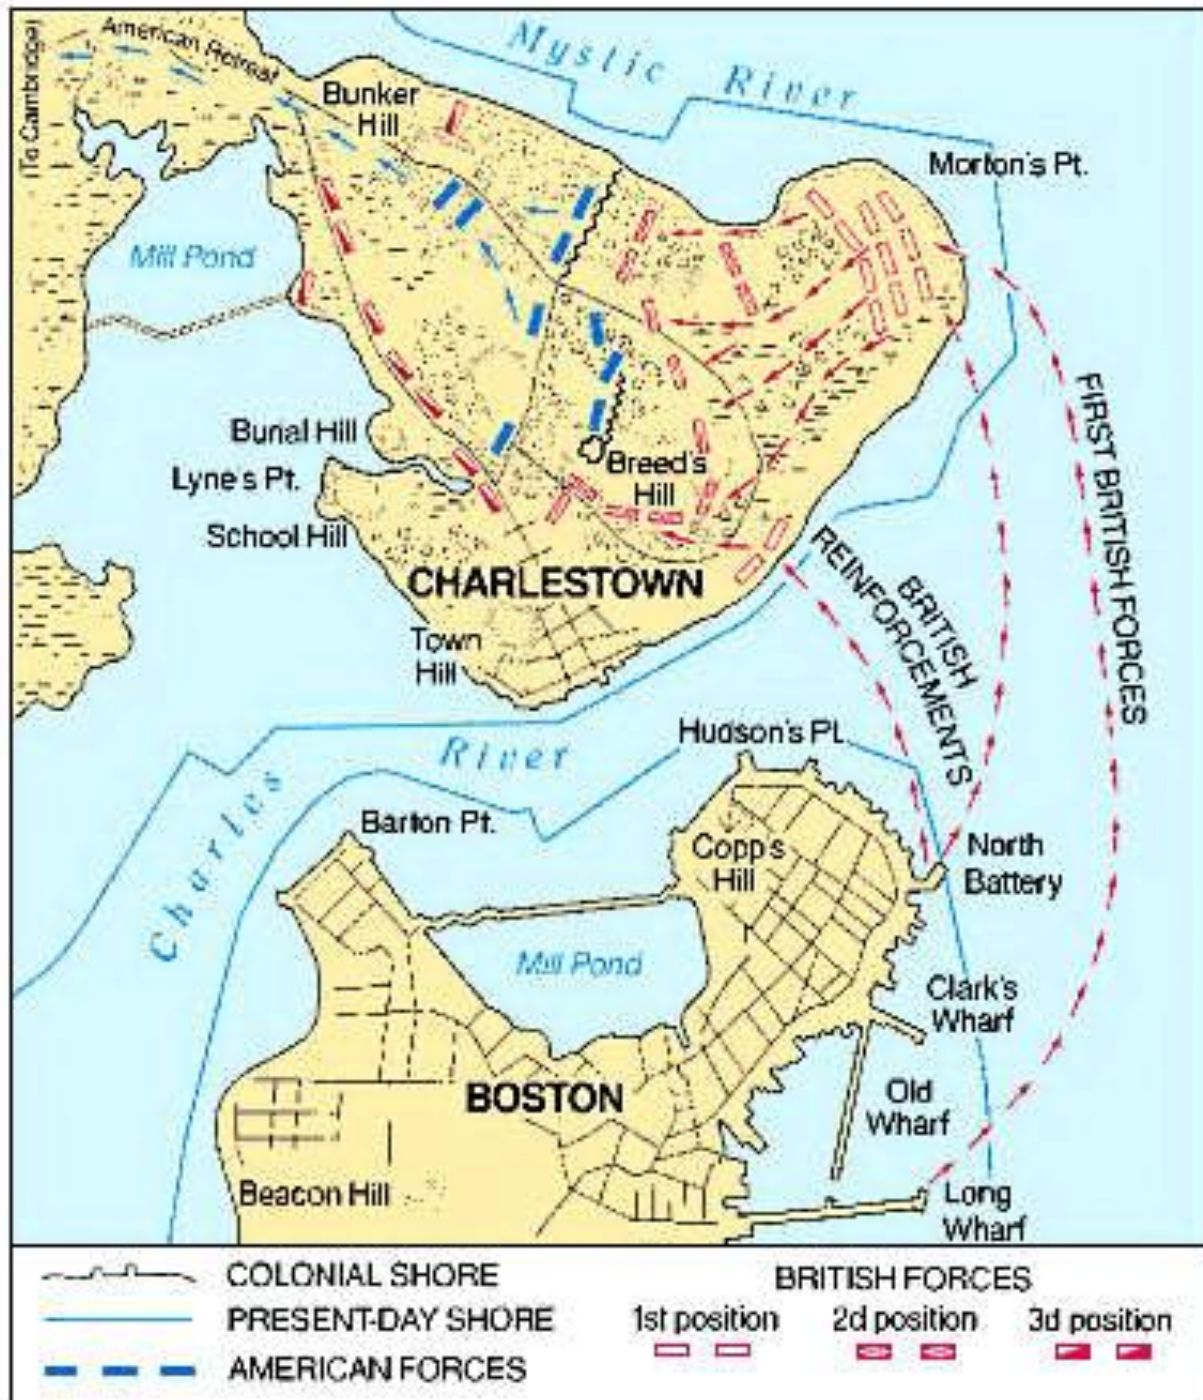 American Retreat
(To Cambridge)
Mystic River
Bunker
Hill
Morton's Pt.
Mill Pond
Bunal Hill
Lyne's Pt.
School Hill
Breed's
Hill
CHARLESTOWN
Town
Hill
FIRST BRITISH FORCES
BRITISH
REINFORCEMENTS
Charles River
Hudson's Pt.
Barton Pt.
Copp's
Hill
North
Battery
Mill Pond
Clark's
Wharf
BOSTON
Old
Wharf
Beacon Hill
Long
Wharf
COLONIAL SHORE
PRESENT-DAY SHORE
AMERICAN FORCES
BRITISH FORCES
1st position 2d position 3d position